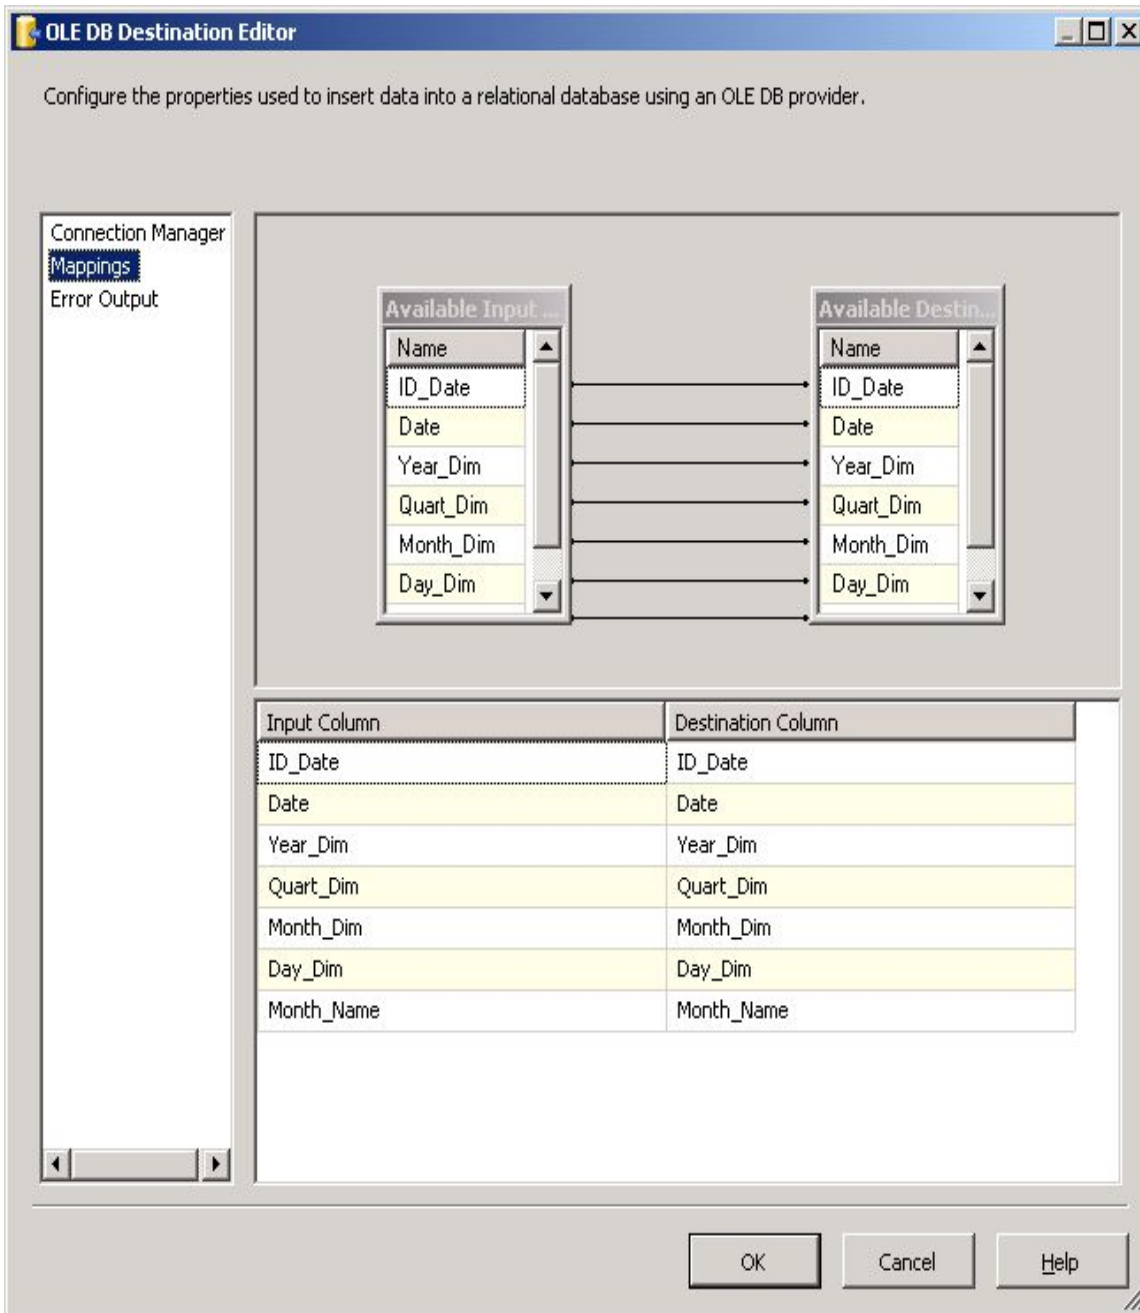 OLE DB Destination Editor
Configure the properties used to insert data into a relational database using an OLE DB provider.
Connection Manager
Mappings
Error Output
Available Input ...
Name
ID_Date
Date
Year_Dim
Quart_Dim
Month_Dim
Day_Dim
Available Destin...
Name
ID_Date
Date
Year_Dim
Quart_Dim
Month_Dim
Day_Dim
Input Column Destination Column
ID_Date ID_Date
Date Date
Year_Dim Year_Dim
Quart_Dim Quart_Dim
Month_Dim Month_Dim
Day_Dim Day_Dim
Month_Name Month_Name
OK Cancel Help